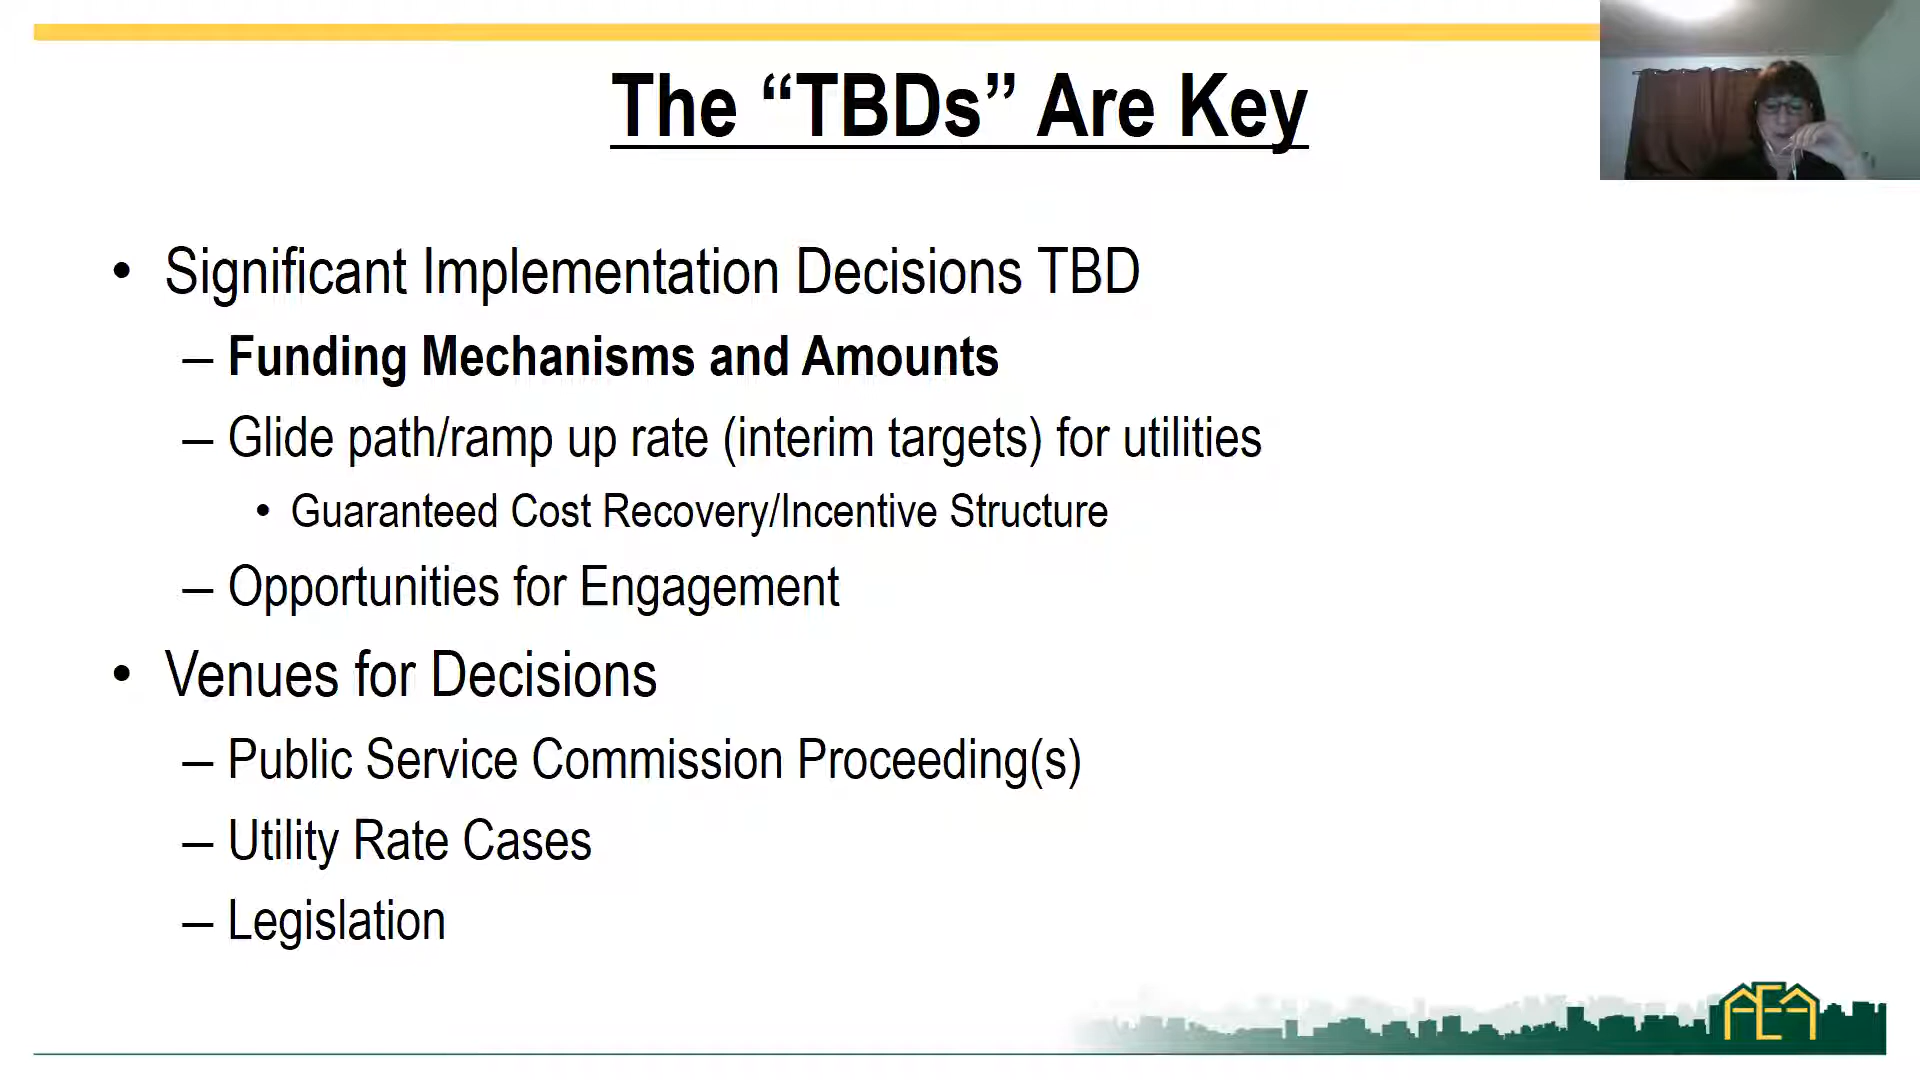 The “TBDs” Are Key
• Significant Implementation Decisions TBD
– Funding Mechanisms and Amounts
– Glide path/ramp up rate (interim targets) for utilities
• Guaranteed Cost Recovery/Incentive Structure
– Opportunities for Engagement
• Venues for Decisions
– Public Service Commission Proceeding(s)
– Utility Rate Cases
– Legislation
AEA